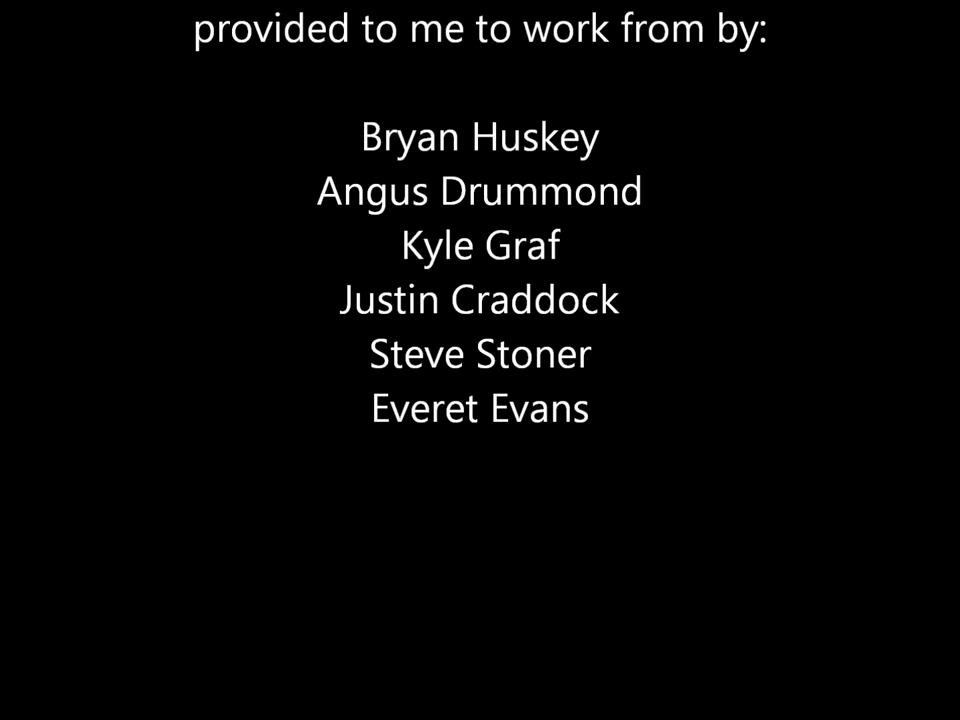 provided to me to work from by:
Bryan Huskey
Angus Drummond
Kyle Graf
Justin Craddock
Steve Stoner
Everet Evans